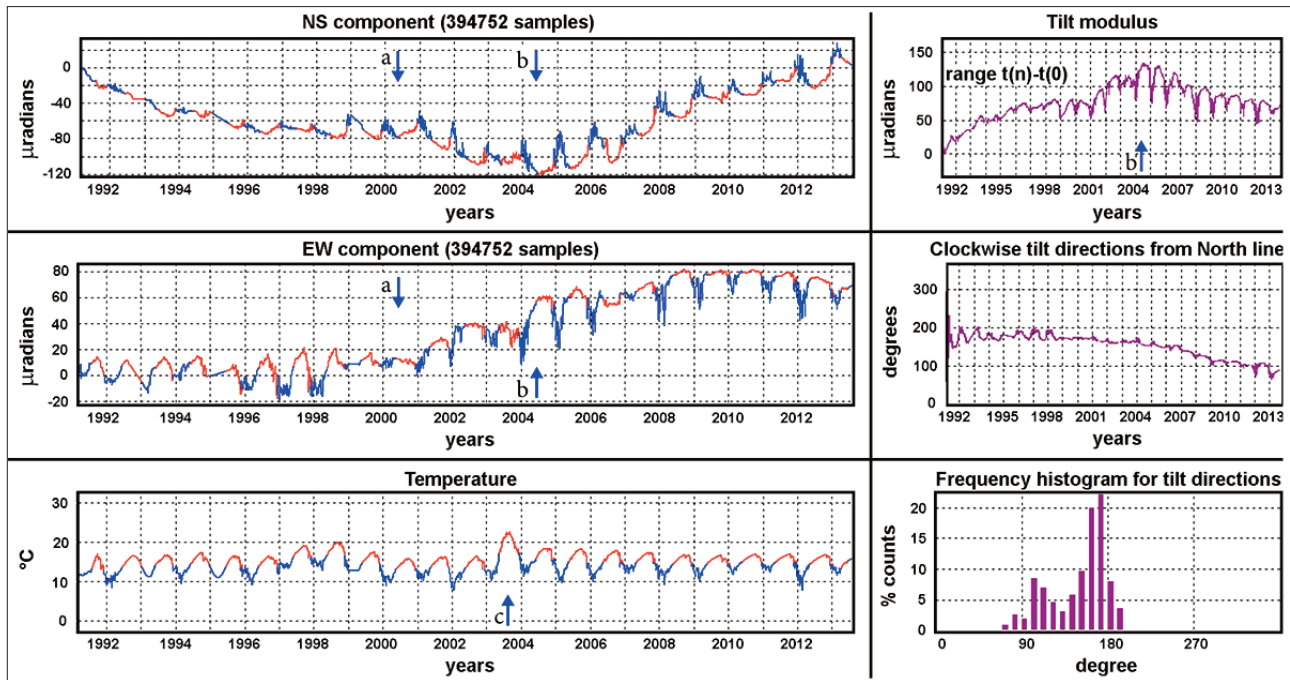 NS component (394752 samples)
µradians
0
-40
-80
-120
a
b
1992 1994 1996 1998 2000 2002 2004 2006 2008 2010 2012
years
Tilt modulus
µradians
150
100
50
0
range t(n)-t(0)
b
1992 1995 1998 2001 2004 2007 2010 2013
years
EW component (394752 samples)
µradians
80
60
40
20
0
-20
a
b
1992 1994 1996 1998 2000 2002 2004 2006 2008 2010 2012
years
Clockwise tilt directions from North line
degrees
300
200
100
0
1992 1995 1998 2001 2004 2007 2010 2013
years
Temperature
°C
30
20
10
0
c
1992 1994 1996 1998 2000 2002 2004 2006 2008 2010 2012
years
Frequency histogram for tilt directions
% counts
20
15
10
5
0
0 90 180 270
degree